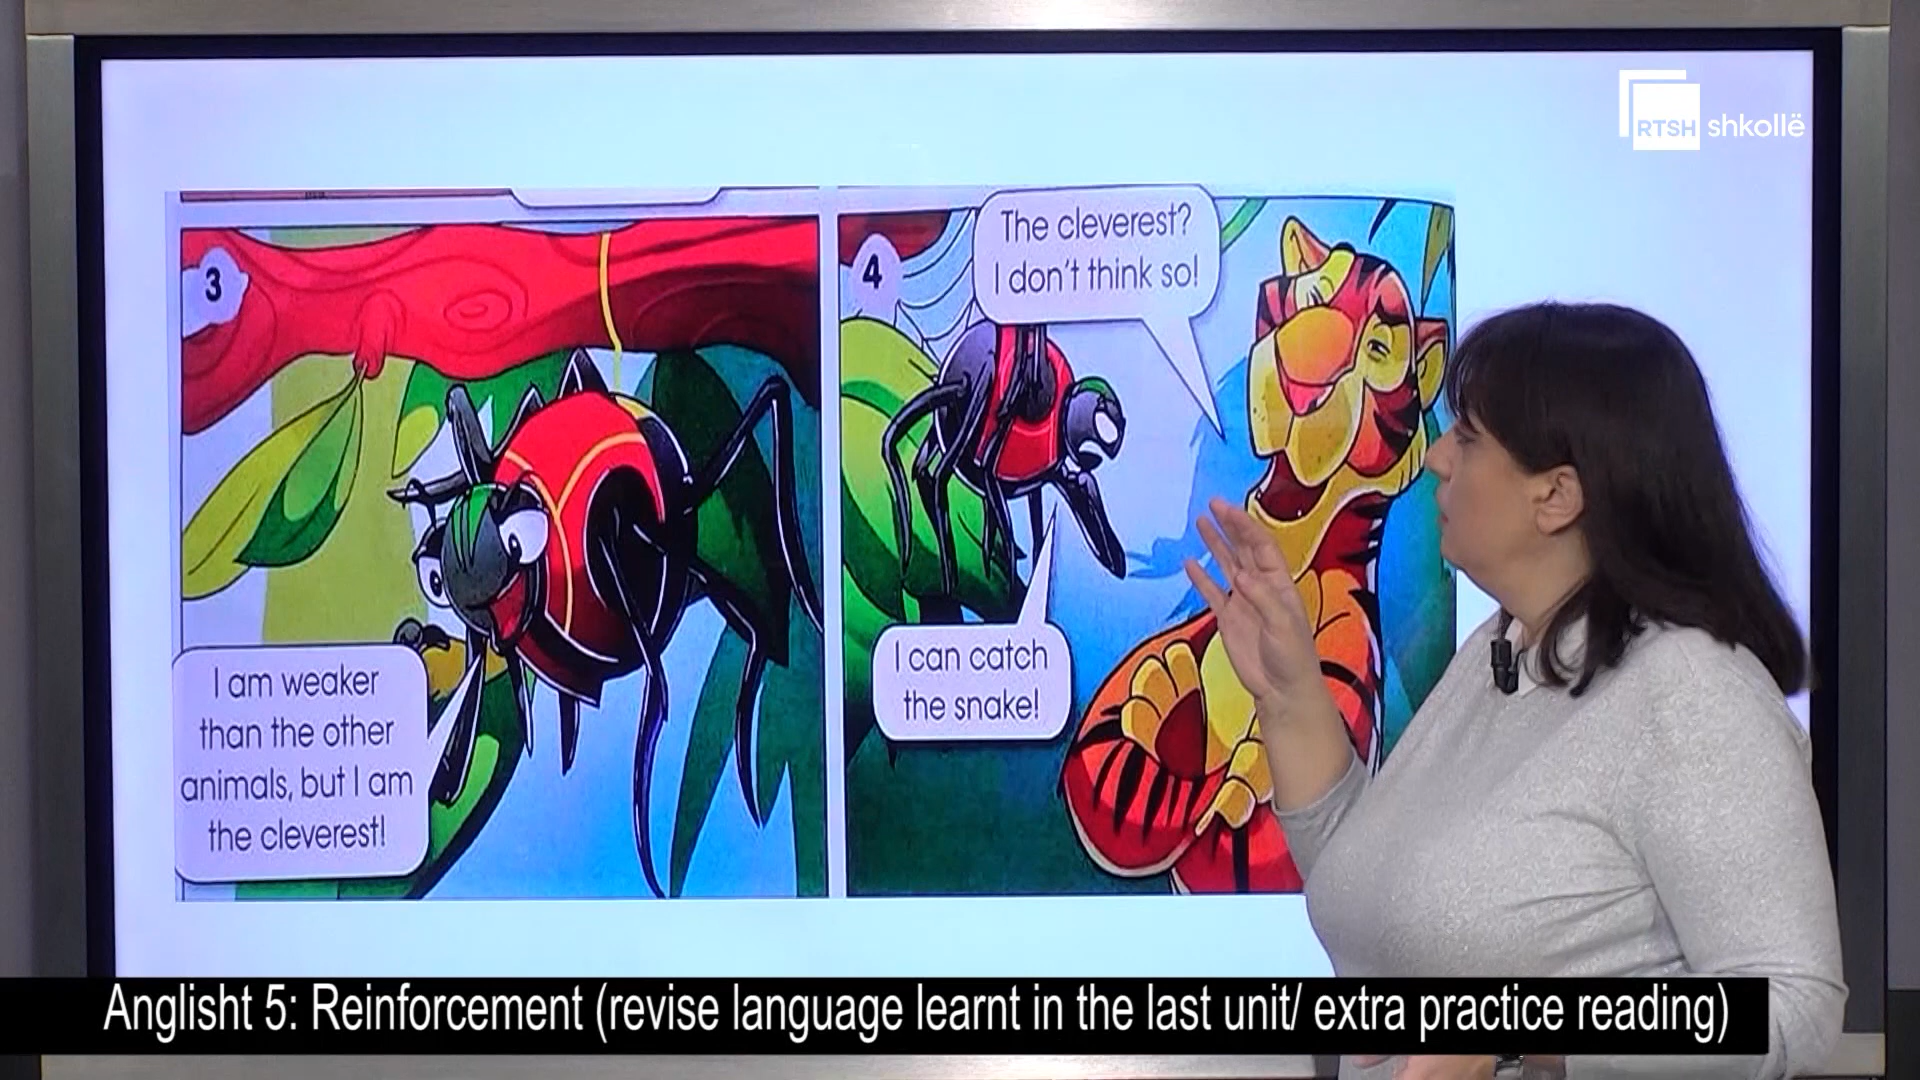 RTSH shkollë
3
I am weaker
than the other
animals, but I am
the cleverest!
4
The cleverest?
I don't think so!
I can catch
the snake!
Anglisht 5: Reinforcement (revise language learnt in the last unit/ extra practice reading)